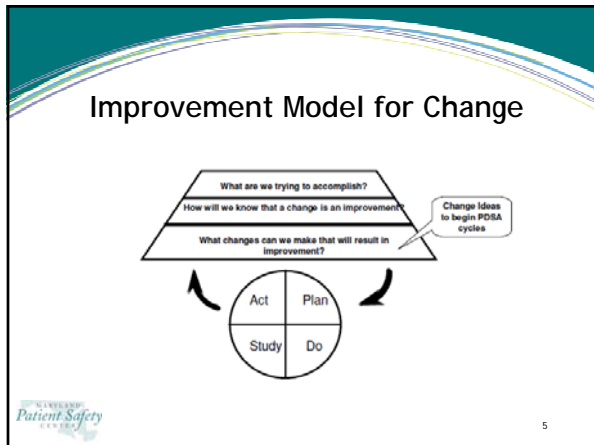 Improvement Model for Change
What are we trying to accomplish?
How will we know that a change is an improvement?
What changes can we make that will result in
improvement?
Change Ideas
to begin PDSA
cycles
Act
Plan
Study
Do
MARYLAND
Patient Safety
CENTER
5